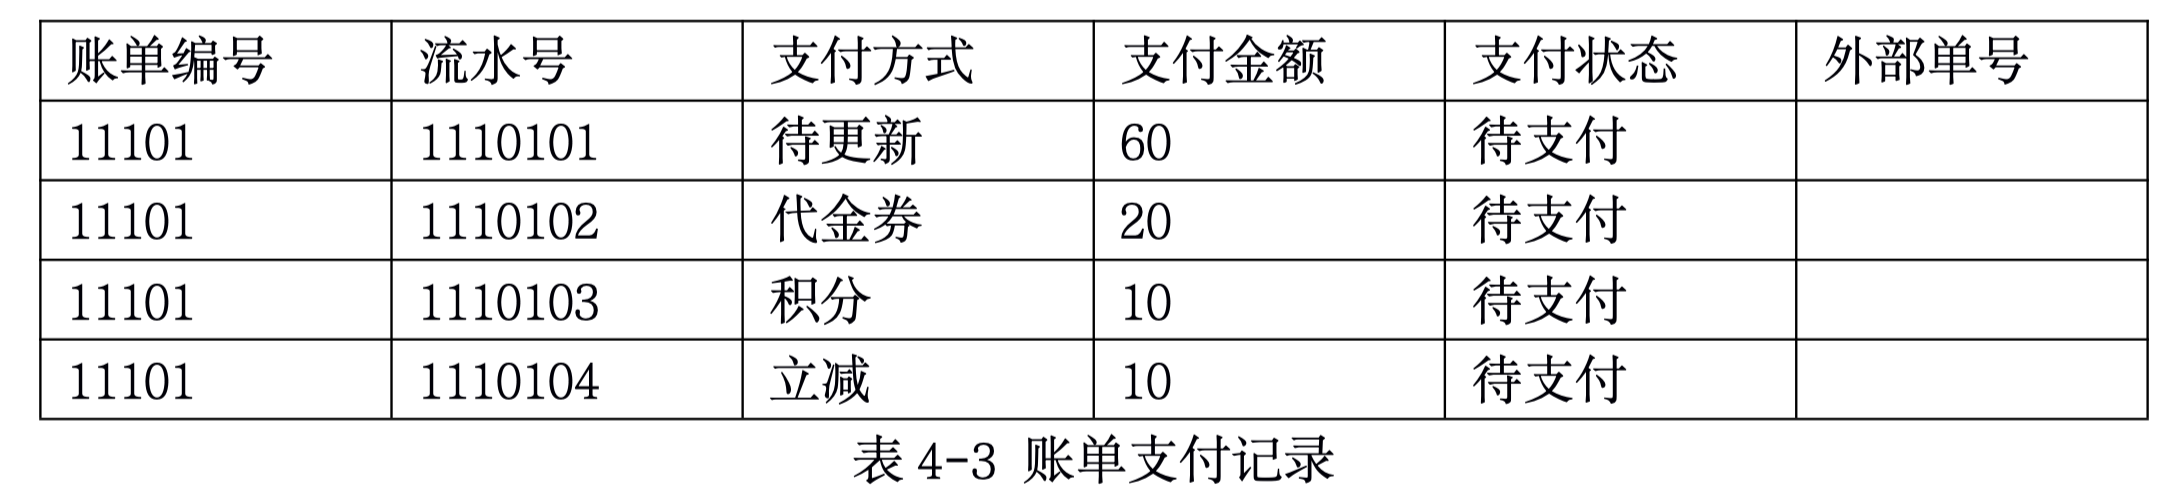 账单编号 流水号 支付方式 支付金额 支付状态 外部单号
11101 1110101 待更新 60 待支付
11101 1110102 代金券 20 待支付
11101 1110103 积分 10 待支付
11101 1110104 立减 10 待支付
表 4-3 账单支付记录